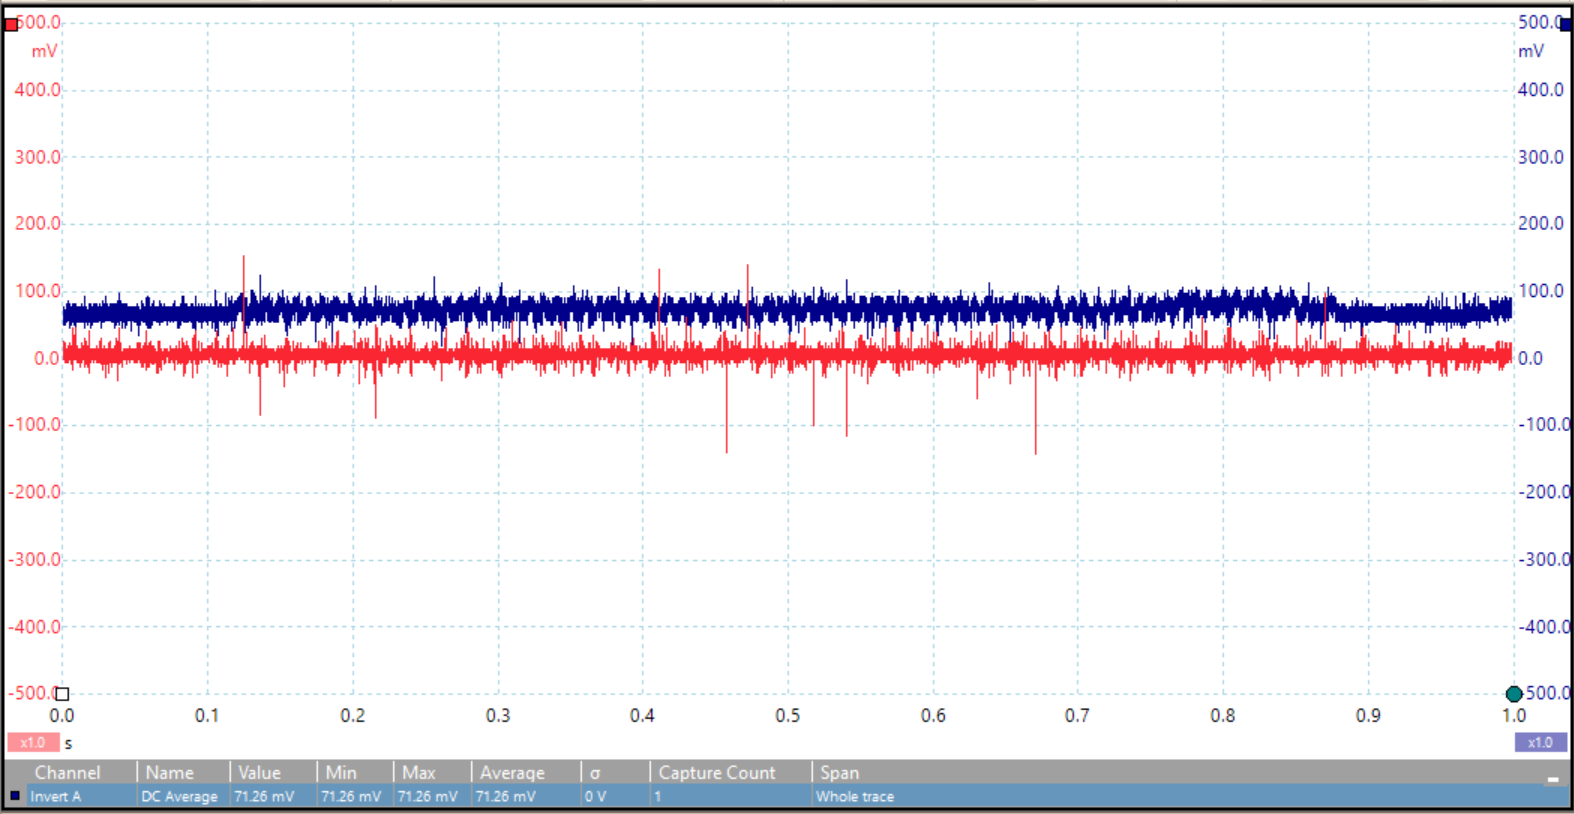 500.0 500.0
mV mV
400.0 400.0
300.0 300.0
200.0 200.0
100.0 100.0
0.0 0.0
-100.0 -100.0
-200.0 -200.0
-300.0 -300.0
-400.0 -400.0
-500.0 -500.0
0.0 0.1 0.2 0.3 0.4 0.5 0.6 0.7 0.8 0.9 1.0
x1.0 s x1.0
Channel Name Value Min Max Average σ Capture Count Span
Invert A DC Average 71.26 mV 71.26 mV 71.26 mV 71.26 mV 0 V 1 Whole trace